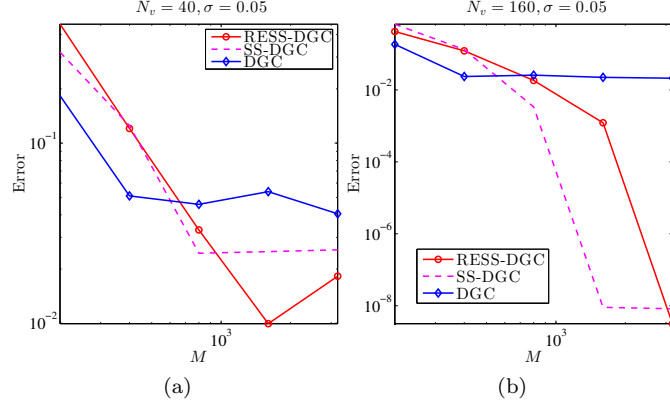 N_v = 40, σ = 0.05
RESS-DGC
SS-DGC
DGC
Error
10^{-1}
10^{-2}
10^3
M
(a)
N_v = 160, σ = 0.05
Error
10^{-2}
10^{-4}
10^{-6}
10^{-8}
RESS-DGC
SS-DGC
DGC
10^3
M
(b)